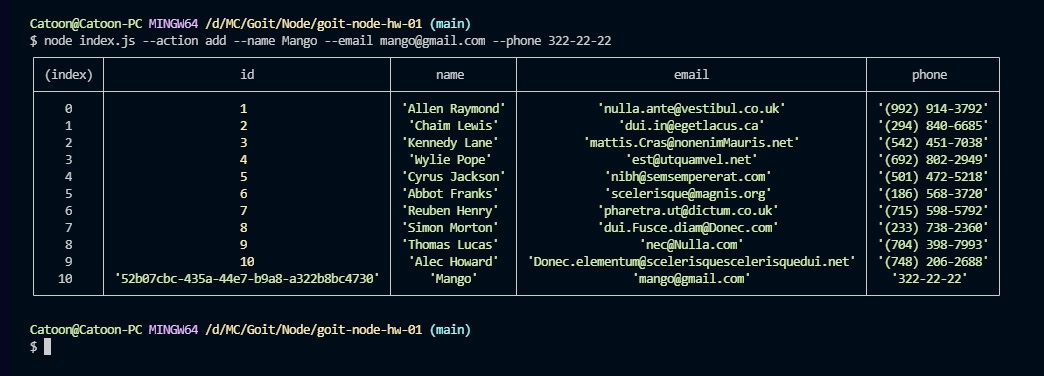 Catoon@Catoon-PC MINGW64 /d/MC/Goit/Node/goit-node-hw-01 (main)
$ node index.js --action add --name Mango --email mango@gmail.com --phone 322-22-22
(index) id name email phone
0 1 'Allen Raymond' 'nulla.ante@vestibul.co.uk' '(992) 914-3792'
1 2 'Chaim Lewis' 'dui.in@egetlacus.ca' '(294) 840-6685'
2 3 'Kennedy Lane' 'mattis.Cras@nonenimMauris.net' '(542) 451-7038'
3 4 'Wylie Pope' 'est@utquamvel.net' '(692) 802-2949'
4 5 'Cyrus Jackson' 'nibh@semsempererat.com' '(501) 472-5218'
5 6 'Abbot Franks' 'scelerisque@magnis.org' '(186) 568-3720'
6 7 'Reuben Henry' 'pharetra.ut@dictum.co.uk' '(715) 598-5792'
7 8 'Simon Morton' 'dui.Fusce.diam@Donec.com' '(233) 738-2360'
8 9 'Thomas Lucas' 'nec@Nulla.com' '(704) 398-7993'
9 10 'Alec Howard' 'Donec.elementum@scelerisquescelerisquedui.net' '(748) 206-2688'
10 '52b07cbc-435a-44e7-b9a8-a322b8bc4730' 'Mango' 'mango@gmail.com' '322-22-22'
Catoon@Catoon-PC MINGW64 /d/MC/Goit/Node/goit-node-hw-01 (main)
$